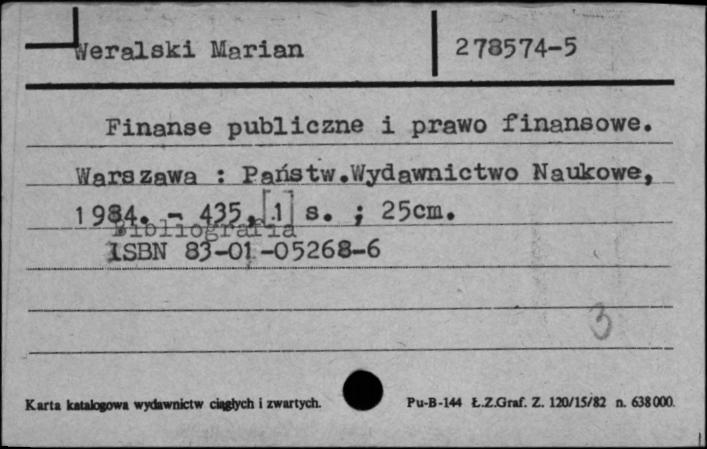 Weralski Marian 278574-5
Finanse publiczne i prawo finansowe.
Warszawa : Państw.Wydawnictwo Naukowe,
1984. - 435,[1] s. ; 25cm.
Bibliografia
ISBN 83-01-05268-6
3
Karta katalogowa wydawnictw ciągłych i zwartych. Pu-B-144 Ł.Z.Graf. Z. 120/15/82 n. 638000.